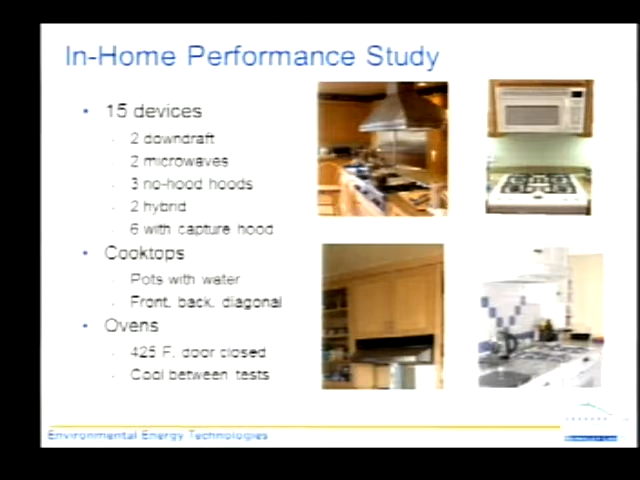 In-Home Performance Study
• 15 devices
2 downdraft
2 microwaves
3 no-hood hoods
2 hybrid
6 with capture hood
• Cooktops
Pots with water
Front, back, diagonal
• Ovens
425 F, door closed
Cool between tests
Environmental Energy Technologies